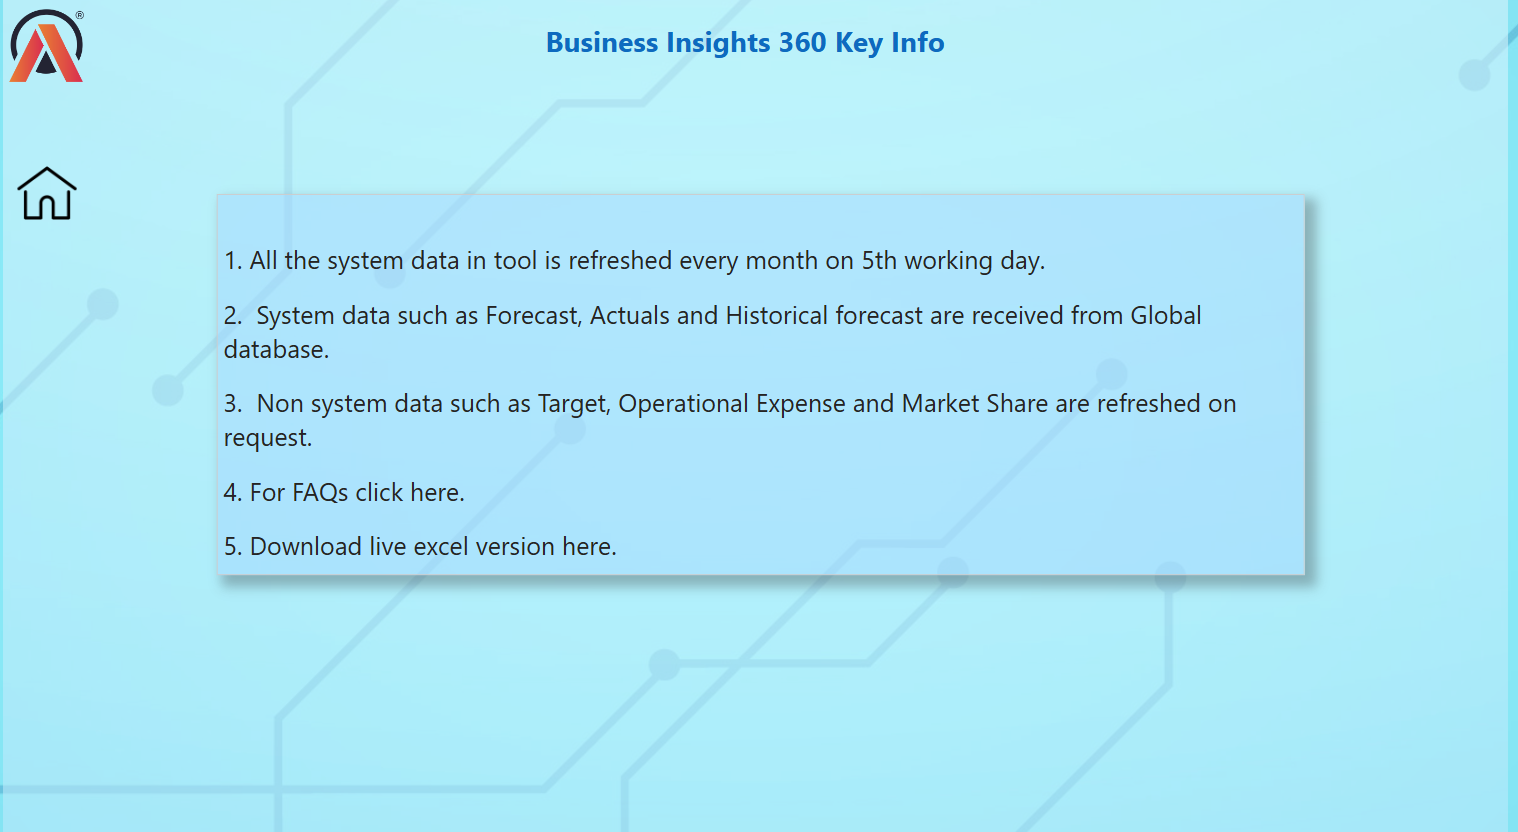 ®
Business Insights 360 Key Info
1. All the system data in tool is refreshed every month on 5th working day.
2.  System data such as Forecast, Actuals and Historical forecast are received from Global
database.
3.  Non system data such as Target, Operational Expense and Market Share are refreshed on
request.
4. For FAQs click here.
5. Download live excel version here.